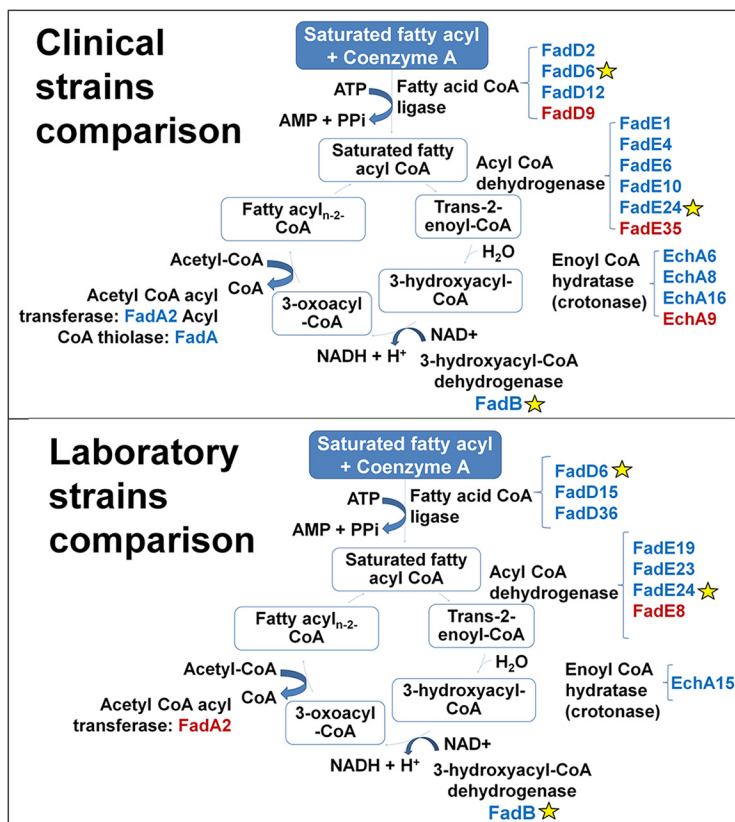 Clinical
strains
comparison
Saturated fatty acyl
+ Coenzyme A
ATP
AMP + PPi
Fatty acid CoA
ligase
FadD2
FadD6
FadD12
FadD9
Saturated fatty
acyl CoA
Acyl CoA
dehydrogenase
FadE1
FadE4
FadE6
FadE10
FadE24
FadE35
Fatty acyln-2-
CoA
Trans-2-
enoyl-CoA
H2O
Enoyl CoA
hydratase
(crotonase)
EchA6
EchA8
EchA16
EchA9
Acetyl-CoA
CoA
3-hydroxyacyl-
CoA
Acetyl CoA acyl
transferase: FadA2 Acyl
CoA thiolase: FadA
3-oxoacyl
-CoA
NAD+
NADH + H+
3-hydroxyacyl-CoA
dehydrogenase
FadB
Laboratory
strains
comparison
Saturated fatty acyl
+ Coenzyme A
ATP
AMP + PPi
Fatty acid CoA
ligase
FadD6
FadD15
FadD36
Saturated fatty
acyl CoA
Acyl CoA
dehydrogenase
FadE19
FadE23
FadE24
FadE8
Fatty acyln-2-
CoA
Trans-2-
enoyl-CoA
H2O
Enoyl CoA
hydratase
(crotonase)
EchA15
Acetyl-CoA
CoA
3-hydroxyacyl-
CoA
Acetyl CoA acyl
transferase: FadA2
3-oxoacyl
-CoA
NAD+
NADH + H+
3-hydroxyacyl-CoA
dehydrogenase
FadB